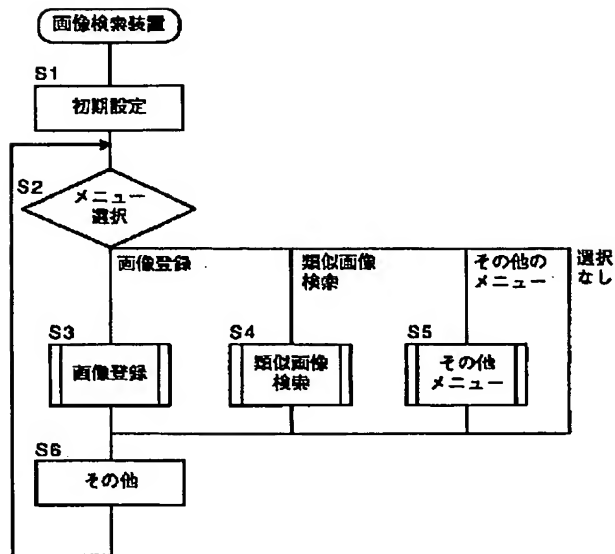 画像検索装置
S1
初期設定
S2
メニュー
選択
画像登録
類似画像
検索
その他の
メニュー
選択
なし
S3
画像登録
S4
類似画像
検索
S5
その他
メニュー
S6
その他